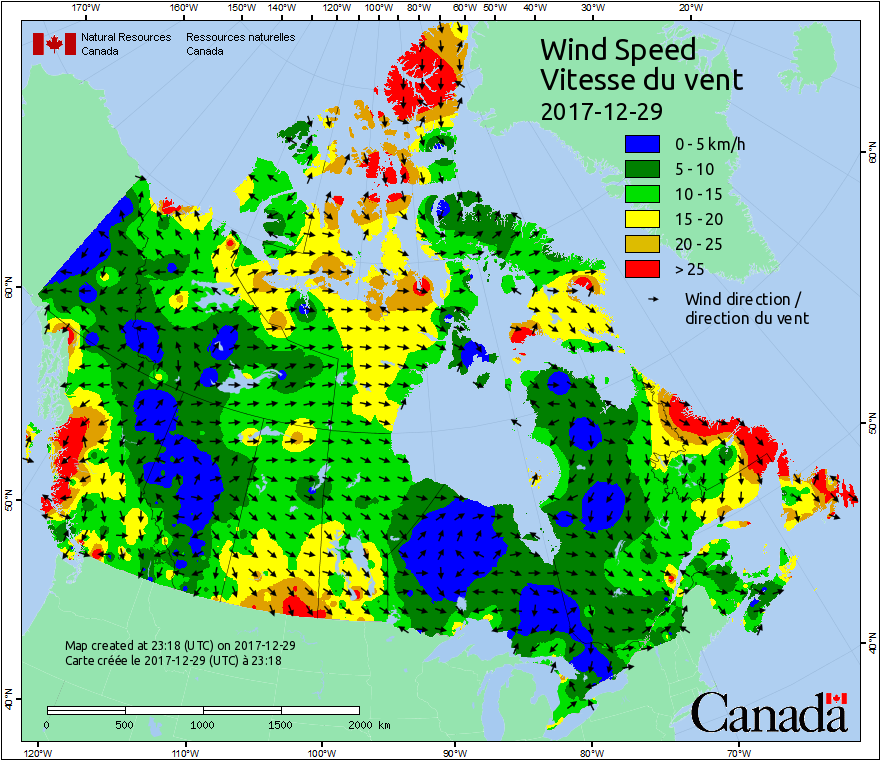 170°W 160°W 150°W 140°W 130°W 120°W 110°W 100°W 80°W 60°W 50°W 40°W 30°W 20°W
Natural Resources Ressources naturelles
Canada Canada
Wind Speed
Vitesse du vent
2017-12-29
0 - 5 km/h
5 - 10
10 - 15
15 - 20
20 - 25
> 25
Wind direction /
direction du vent
60°N
50°N
40°N
60°N
50°N
40°N
Map created at 23:18 (UTC) on 2017-12-29
Carte créée le 2017-12-29 (UTC) à 23:18
0 500 1000 1500 2000 km
Canada
120°W 110°W 100°W 90°W 80°W 70°W